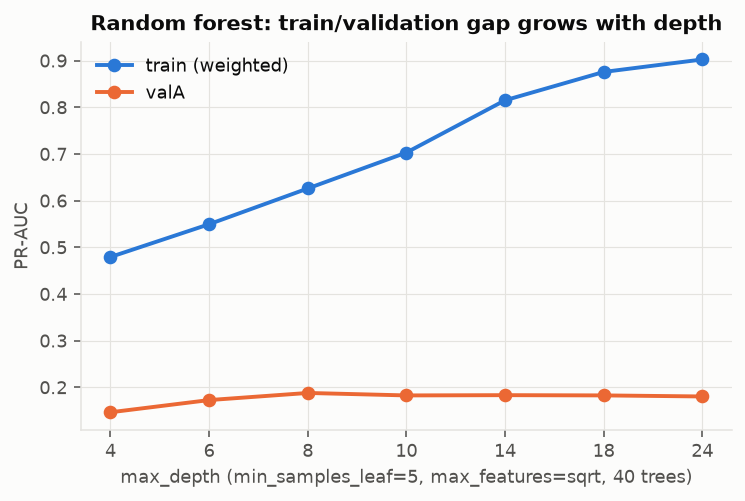 Random forest: train/validation gap grows with depth
train (weighted)
valA
PR-AUC
0.9
0.8
0.7
0.6
0.5
0.4
0.3
0.2
4 6 8 10 14 18 24
max_depth (min_samples_leaf=5, max_features=sqrt, 40 trees)